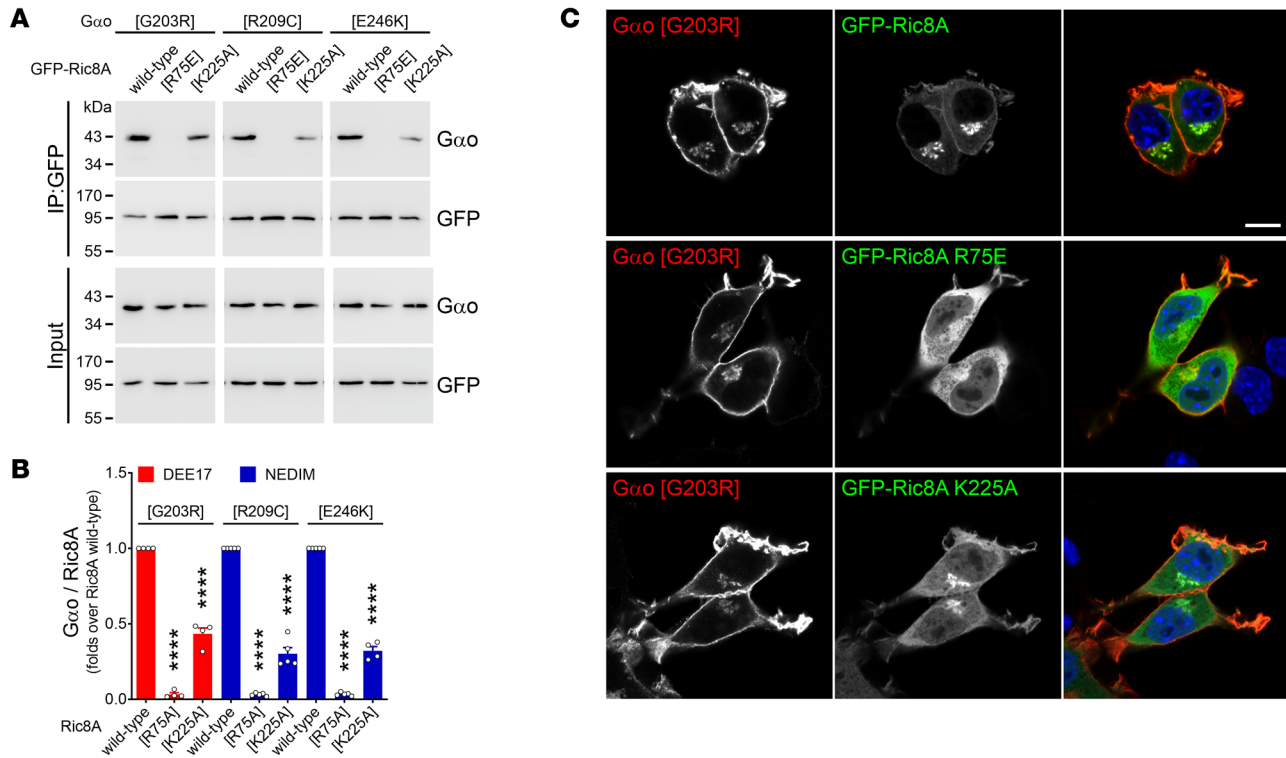 A
Gαo [G203R] [R209C] [E246K]
GFP-Ric8A wild-type [R75E] [K225A] wild-type [R75E] [K225A] wild-type [R75E] [K225A]
kDa
IP:GFP
43
34
Gαo
170
95
55
GFP
Input
43
34
Gαo
170
95
55
GFP
B
Gαo / Ric8A
(folds over Ric8A wild-type)
1.5
1.0
0.5
0.0
DEE17 NEDIM
[G203R] [R209C] [E246K]
**** **** **** **** **** ****
Ric8A wild-type [R75A] [K225A] wild-type [R75A] [K225A] wild-type [R75A] [K225A]
C
Gαo [G203R] GFP-Ric8A
Gαo [G203R] GFP-Ric8A R75E
Gαo [G203R] GFP-Ric8A K225A